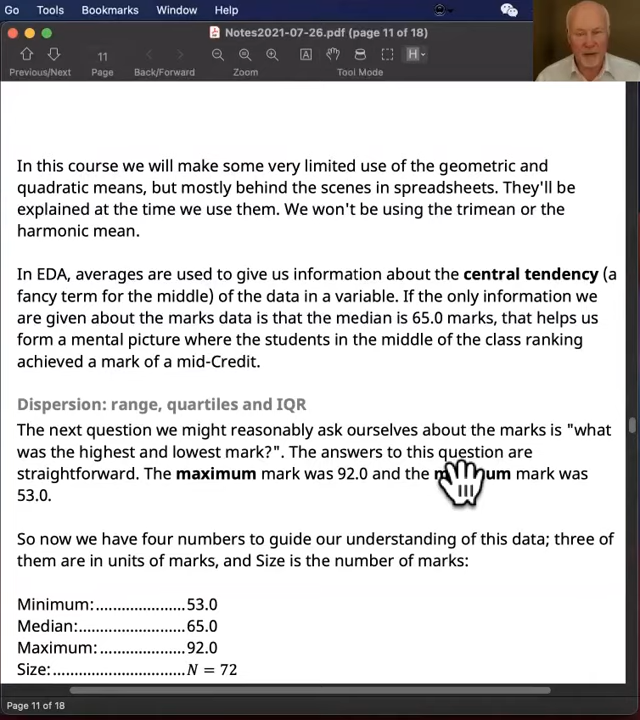 Go Tools Bookmarks Window Help
Notes2021-07-26.pdf (page 11 of 18)
11
A
H
Previous/Next Page Back/Forward Zoom Tool Mode
In this course we will make some very limited use of the geometric and
quadratic means, but mostly behind the scenes in spreadsheets. They'll be
explained at the time we use them. We won't be using the trimean or the
harmonic mean.
In EDA, averages are used to give us information about the central tendency (a
fancy term for the middle) of the data in a variable. If the only information we
are given about the marks data is that the median is 65.0 marks, that helps us
form a mental picture where the students in the middle of the class ranking
achieved a mark of a mid-Credit.
Dispersion: range, quartiles and IQR
The next question we might reasonably ask ourselves about the marks is "what
was the highest and lowest mark?". The answers to this question are
straightforward. The maximum mark was 92.0 and the mark was
53.0.
So now we have four numbers to guide our understanding of this data; three of
them are in units of marks, and Size is the number of marks:
Minimum:.....................53.0
Median:........................65.0
Maximum:....................92.0
Size:...............................N = 72
Page 11 of 18